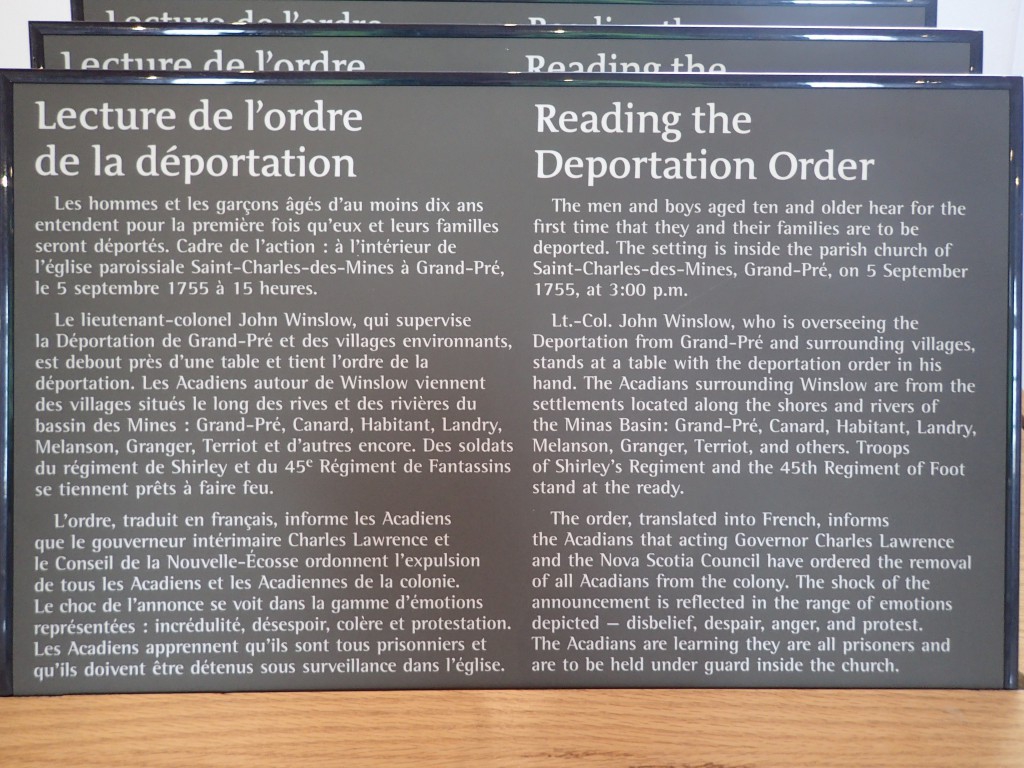 Lecture de l'ordre
Reading the
Lecture de l'ordre
Reading the
Lecture de l'ordre
de la déportation
Les hommes et les garçons âgés d'au moins dix ans
entendent pour la première fois qu'eux et leurs familles
seront déportés. Cadre de l'action : à l'intérieur de
l'église paroissiale Saint-Charles-des-Mines à Grand-Pré,
le 5 septembre 1755 à 15 heures.
Le lieutenant-colonel John Winslow, qui supervise
la Déportation de Grand-Pré et des villages environnants,
est debout près d'une table et tient l'ordre de la
déportation. Les Acadiens autour de Winslow viennent
des villages situés le long des rives et des rivières du
bassin des Mines : Grand-Pré, Canard, Habitant, Landry,
Melanson, Granger, Terriot et d'autres encore. Des soldats
du régiment de Shirley et du 45e Régiment de Fantassins
se tiennent prêts à faire feu.
L'ordre, traduit en français, informe les Acadiens
que le gouverneur intérimaire Charles Lawrence et
le Conseil de la Nouvelle-Écosse ordonnent l'expulsion
de tous les Acadiens et les Acadiennes de la colonie.
Le choc de l'annonce se voit dans la gamme d'émotions
représentées : incrédulité, désespoir, colère et protestation.
Les Acadiens apprennent qu'ils sont tous prisonniers et
qu'ils doivent être détenus sous surveillance dans l'église.
Reading the
Deportation Order
The men and boys aged ten and older hear for the
first time that they and their families are to be
deported. The setting is inside the parish church of
Saint-Charles-des-Mines, Grand-Pré, on 5 September
1755, at 3:00 p.m.
Lt.-Col. John Winslow, who is overseeing the
Deportation from Grand-Pré and surrounding villages,
stands at a table with the deportation order in his
hand. The Acadians surrounding Winslow are from the
settlements located along the shores and rivers of
the Minas Basin: Grand-Pré, Canard, Habitant, Landry,
Melanson, Granger, Terriot, and others. Troops
of Shirley's Regiment and the 45th Regiment of Foot
stand at the ready.
The order, translated into French, informs
the Acadians that acting Governor Charles Lawrence
and the Nova Scotia Council have ordered the removal
of all Acadians from the colony. The shock of the
announcement is reflected in the range of emotions
depicted — disbelief, despair, anger, and protest.
The Acadians are learning they are all prisoners and
are to be held under guard inside the church.